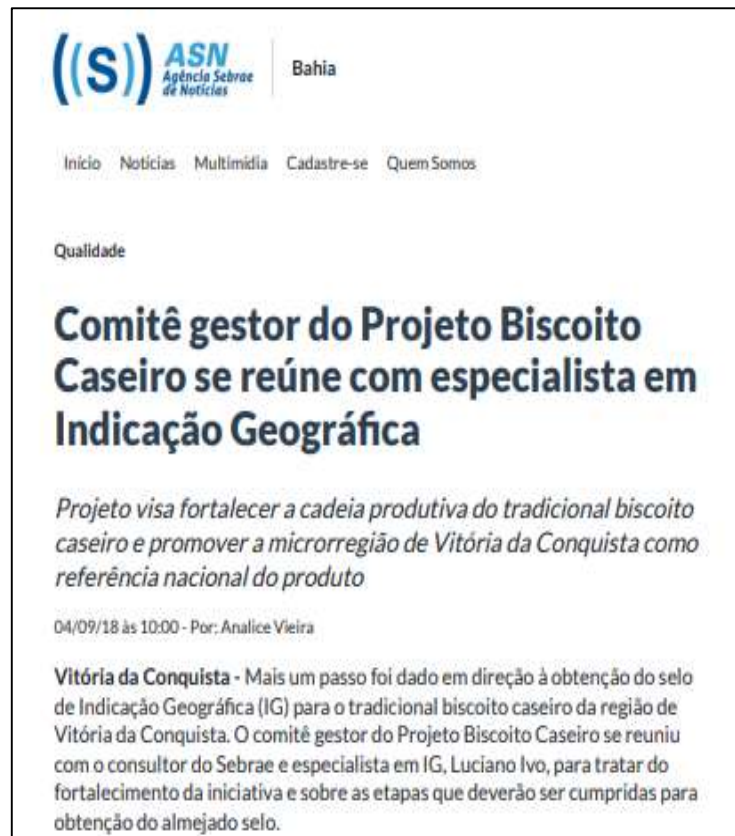 ((S)) ASN
Agência Sebrae
de Notícias
Bahia
Início Notícias Multimídia Cadastre-se Quem Somos
Qualidade
Comitê gestor do Projeto Biscoito
Caseiro se reúne com especialista em
Indicação Geográfica
Projeto visa fortalecer a cadeia produtiva do tradicional biscoito
caseiro e promover a microrregião de Vitória da Conquista como
referência nacional do produto
04/09/18 às 10:00 - Por: Analice Vieira
Vitória da Conquista - Mais um passo foi dado em direção à obtenção do selo
de Indicação Geográfica (IG) para o tradicional biscoito caseiro da região de
Vitória da Conquista. O comitê gestor do Projeto Biscoito Caseiro se reuniu
com o consultor do Sebrae e especialista em IG, Luciano Ivo, para tratar do
fortalecimento da iniciativa e sobre as etapas que deverão ser cumpridas para
obtenção do almejado selo.